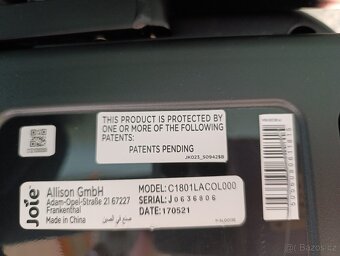 THIS PRODUCT IS PROTECTED BY
ONE OR MORE OF THE FOLLOWING
PATENTS:
PATENTS PENDING
JK023_509425B
Joie
Allison GmbH
Adam-Opel-Straße 21 67227
Frankenthal
Made in China
صنع في الصين
MODEL: C1801LACOL000
SERIAL: J0636806
DATE: 170521